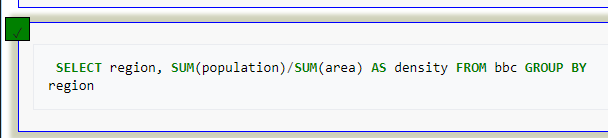 SELECT region, SUM(population)/SUM(area) AS density FROM bbc GROUP BY
region